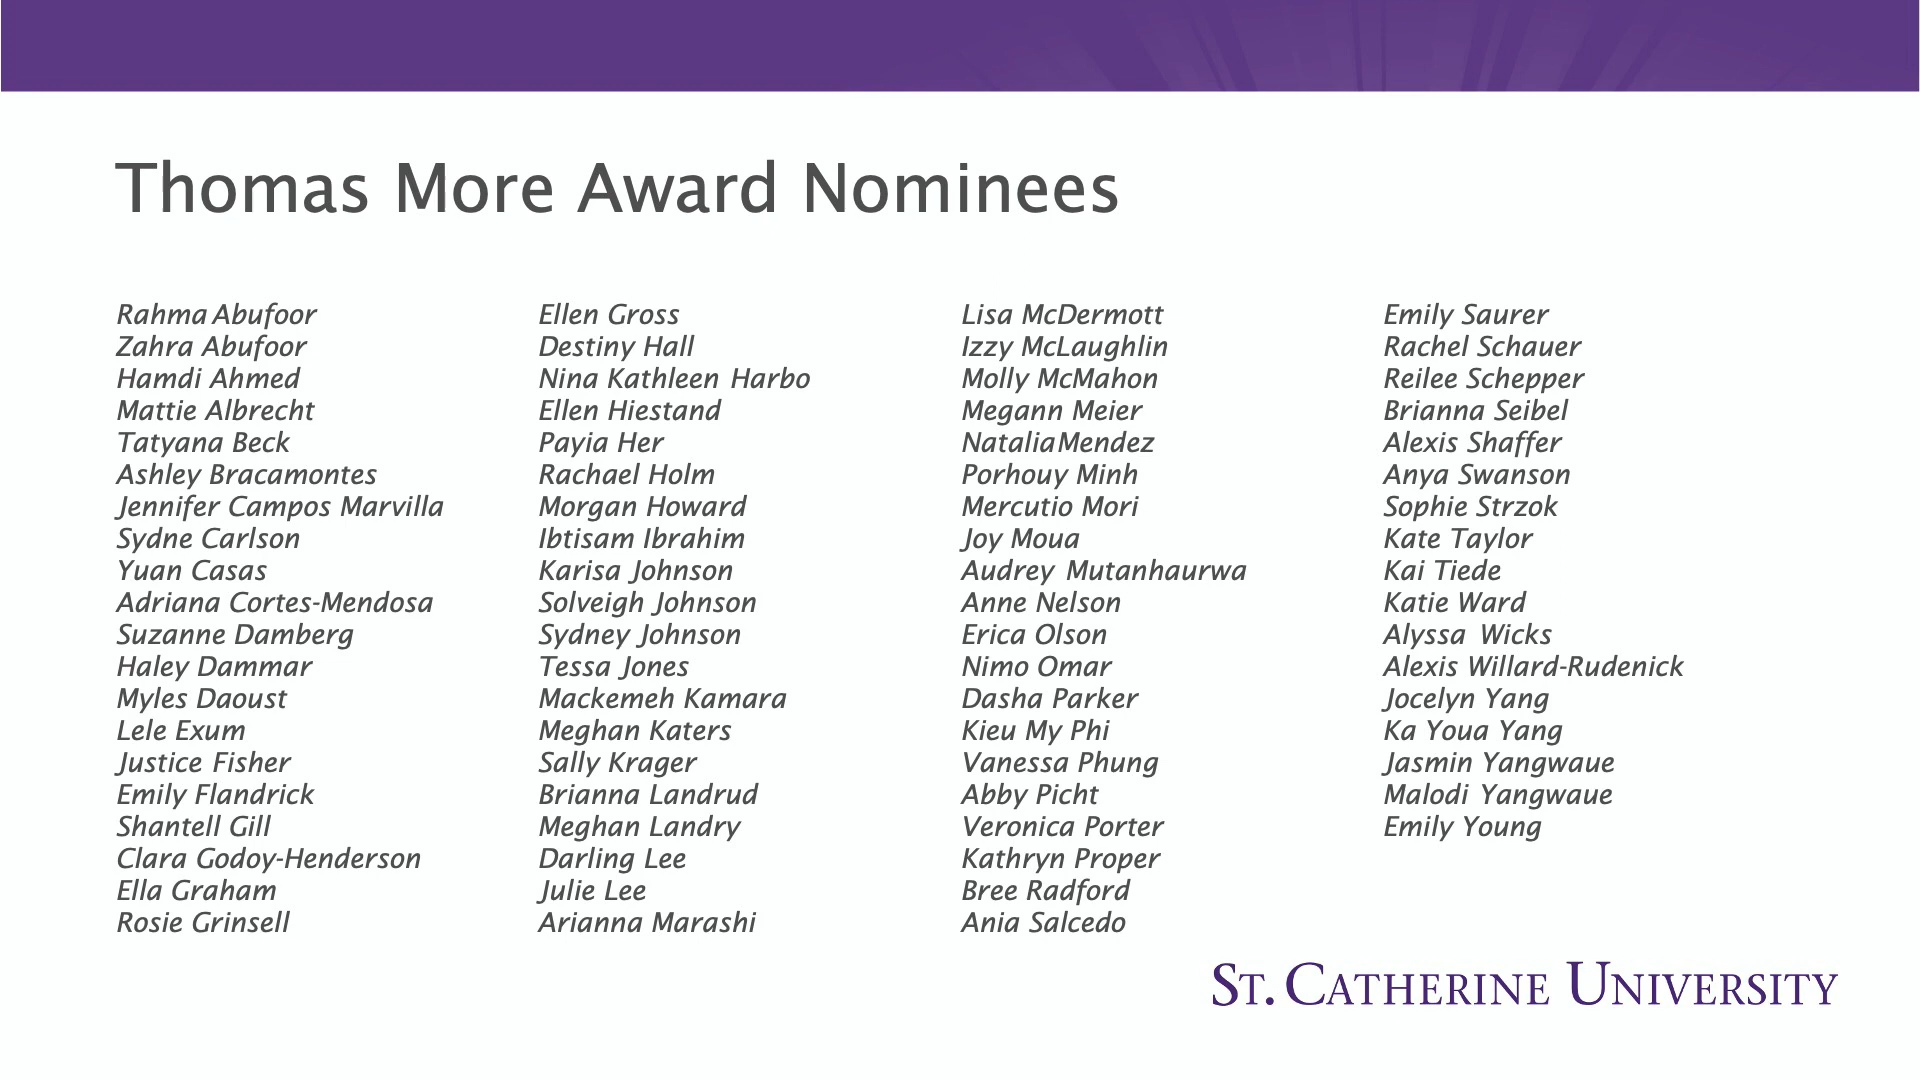 Thomas More Award Nominees
Rahma Abufoor
Zahra Abufoor
Hamdi Ahmed
Mattie Albrecht
Tatyana Beck
Ashley Bracamontes
Jennifer Campos Marvilla
Sydne Carlson
Yuan Casas
Adriana Cortes-Mendosa
Suzanne Damberg
Haley Dammar
Myles Daoust
Lele Exum
Justice Fisher
Emily Flandrick
Shantell Gill
Clara Godoy-Henderson
Ella Graham
Rosie Grinsell
Ellen Gross
Destiny Hall
Nina Kathleen Harbo
Ellen Hiestand
Payia Her
Rachael Holm
Morgan Howard
Ibtisam Ibrahim
Karisa Johnson
Solveigh Johnson
Sydney Johnson
Tessa Jones
Mackemeh Kamara
Meghan Katers
Sally Krager
Brianna Landrud
Meghan Landry
Darling Lee
Julie Lee
Arianna Marashi
Lisa McDermott
Izzy McLaughlin
Molly McMahon
Megann Meier
Natalia Mendez
Porhouy Minh
Mercutio Mori
Joy Moua
Audrey Mutanhaurwa
Anne Nelson
Erica Olson
Nimo Omar
Dasha Parker
Kieu My Phi
Vanessa Phung
Abby Picht
Veronica Porter
Kathryn Proper
Bree Radford
Ania Salcedo
Emily Saurer
Rachel Schauer
Reilee Schepper
Brianna Seibel
Alexis Shaffer
Anya Swanson
Sophie Strzok
Kate Taylor
Kai Tiede
Katie Ward
Alyssa Wicks
Alexis Willard-Rudenick
Jocelyn Yang
Ka Youa Yang
Jasmin Yangwaue
Malodi Yangwaue
Emily Young
ST. CATHERINE UNIVERSITY